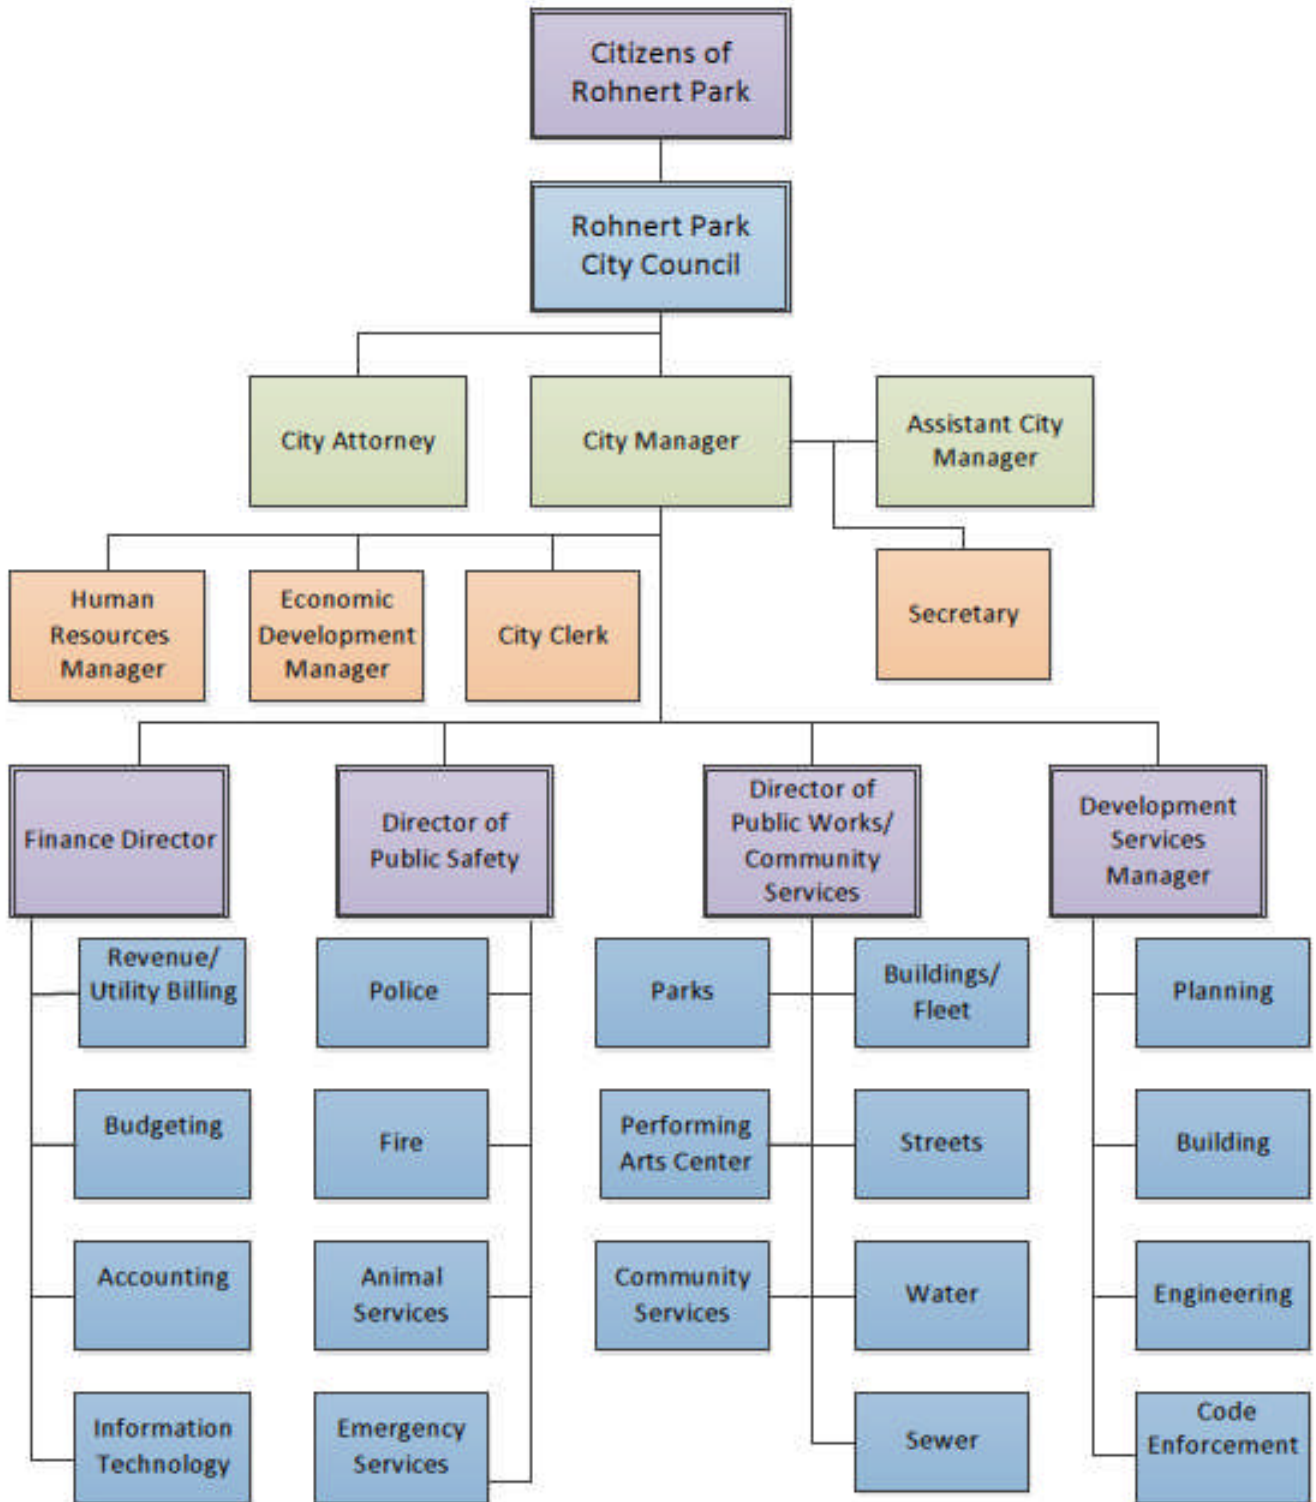 Citizens of
Rohnert Park
Rohnert Park
City Council
City Attorney
City Manager
Assistant City
Manager
Human
Resources
Manager
Economic
Development
Manager
City Clerk
Secretary
Finance Director
Director of
Public Safety
Director of
Public Works/
Community
Services
Development
Services
Manager
Revenue/
Utility Billing
Police
Parks
Buildings/
Fleet
Planning
Budgeting
Fire
Performing
Arts Center
Streets
Building
Accounting
Animal
Services
Community
Services
Water
Engineering
Information
Technology
Emergency
Services
Sewer
Code
Enforcement